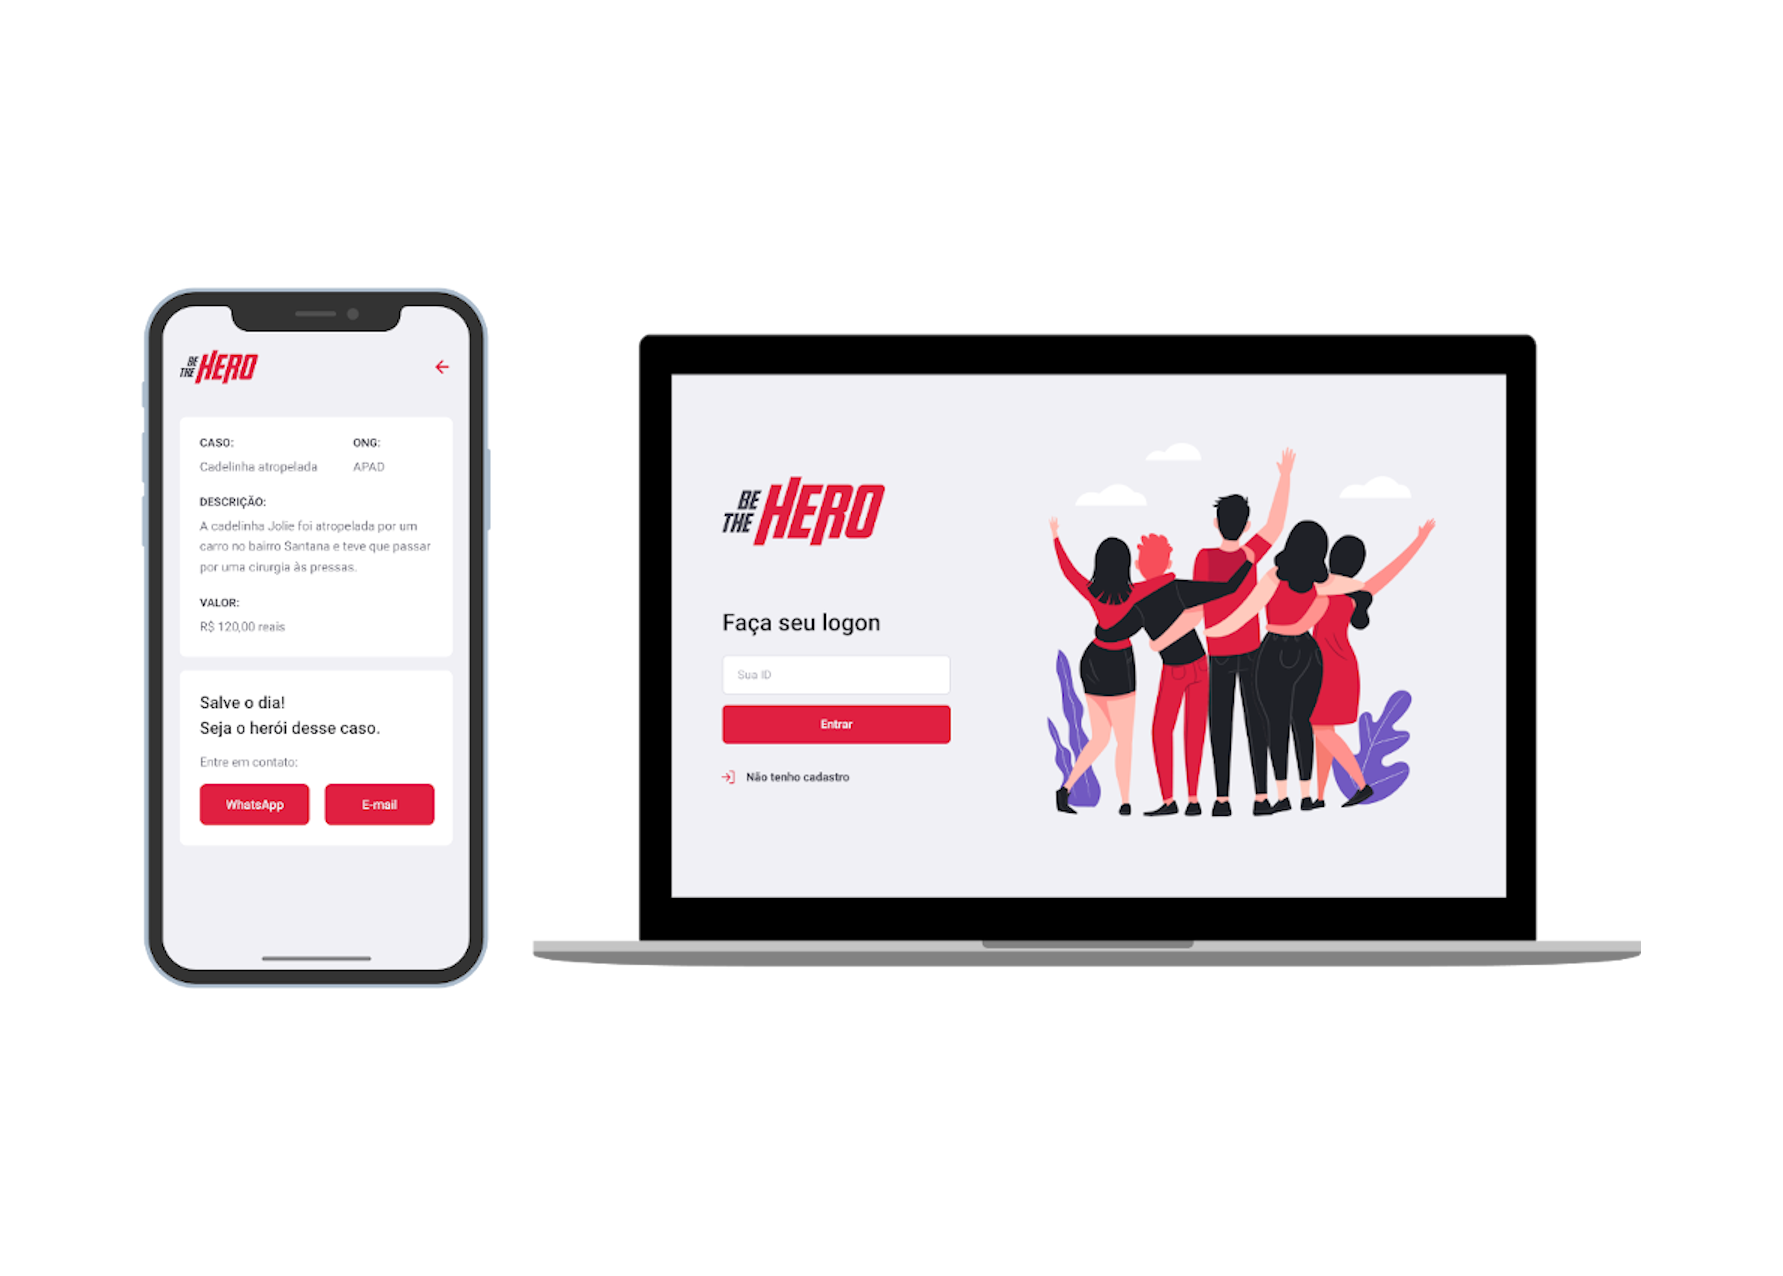 BE
THE HERO
CASO: ONG:
Cadelinha atropelada APAD
DESCRIÇÃO:
A cadelinha Jolie foi atropelada por um
carro no bairro Santana e teve que passar
por uma cirurgia às pressas.
VALOR:
R$ 120,00 reais
Salve o dia!
Seja o herói desse caso.
Entre em contato:
WhatsApp E-mail
BE
THE HERO
Faça seu logon
Sua ID
Entrar
Não tenho cadastro